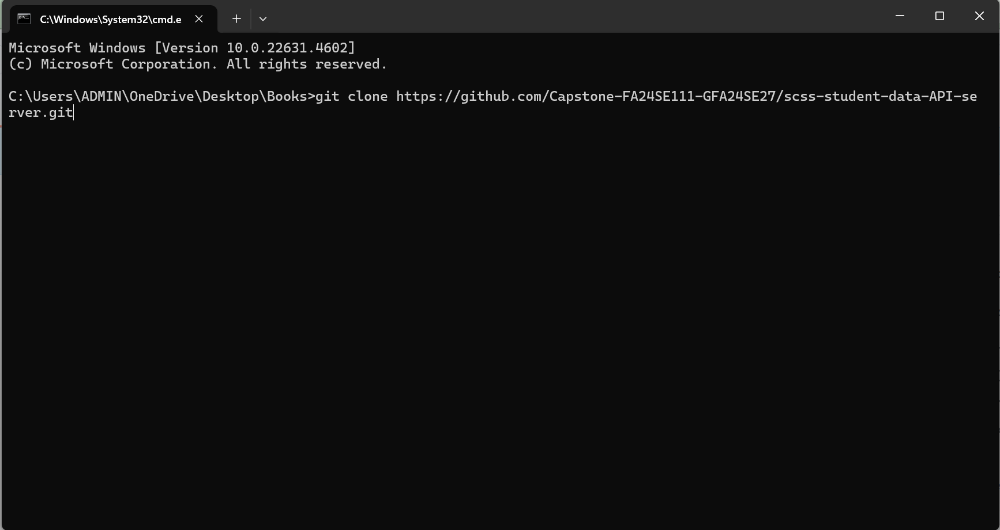 C:\Windows\System32\cmd.e
Microsoft Windows [Version 10.0.22631.4602]
(c) Microsoft Corporation. All rights reserved.
C:\Users\ADMIN\OneDrive\Desktop\Books>git clone https://github.com/Capstone-FA24SE111-GFA24SE27/scss-student-data-API-se
rver.git